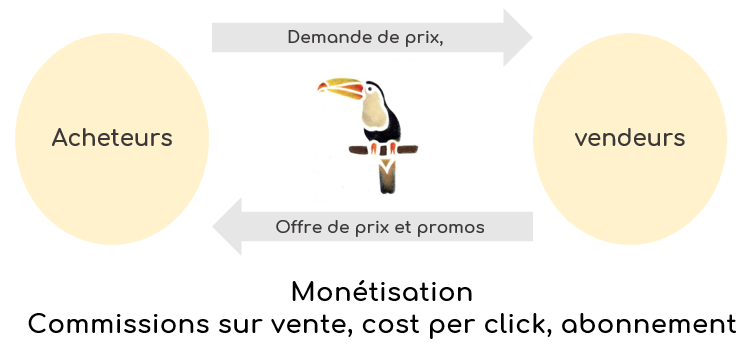 Demande de prix,
Acheteurs
vendeurs
Offre de prix et promos
Monétisation
Commissions sur vente, cost per click, abonnement